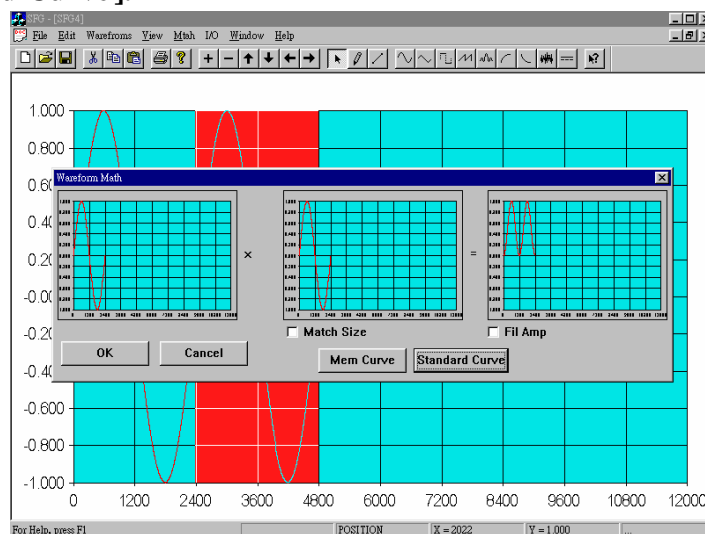 SFG - [SFG4]
File Edit Warefroms View Mtah I/O Window Help
1.000
0.800
Wareform Math
0.60
0.40
×
=
0.20
-0.00
Match Size
Fil Amp
-0.20
OK Cancel
Mem Curve Standard Curve
-0.40
-0.600
-0.800
-1.000
0 1200 2400 3600 4800 6000 7200 8400 9600 10800 12000
For Help, press F1 POSITION X = 2022 Y = 1.000 ...